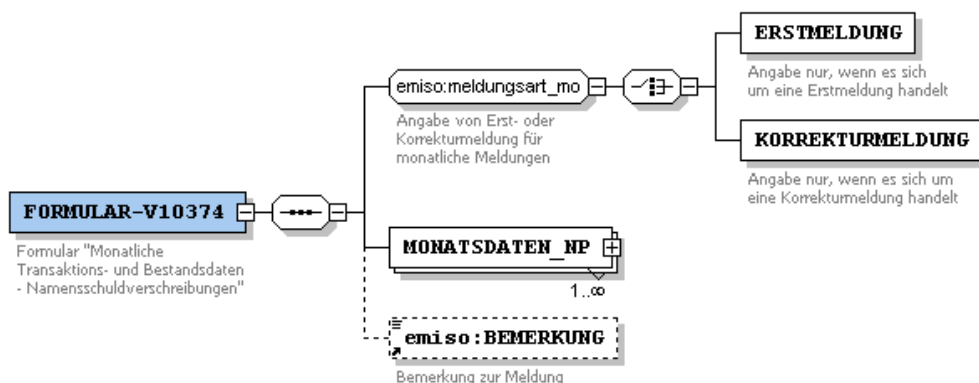 ERSTMELDUNG
Angabe nur, wenn es sich
um eine Erstmeldung handelt
emiso:meldungsart_mo
Angabe von Erst- oder
Korrekturmeldung für
monatliche Meldungen
KORREKTURMELDUNG
Angabe nur, wenn es sich um
eine Korrekturmeldung handelt
FORMULAR-V10374
Formular "Monatliche
Transaktions- und Bestandsdaten
- Namensschuldverschreibungen"
MONATSDATEN_NP
1..∞
emiso:BEMERKUNG
Bemerkung zur Meldung